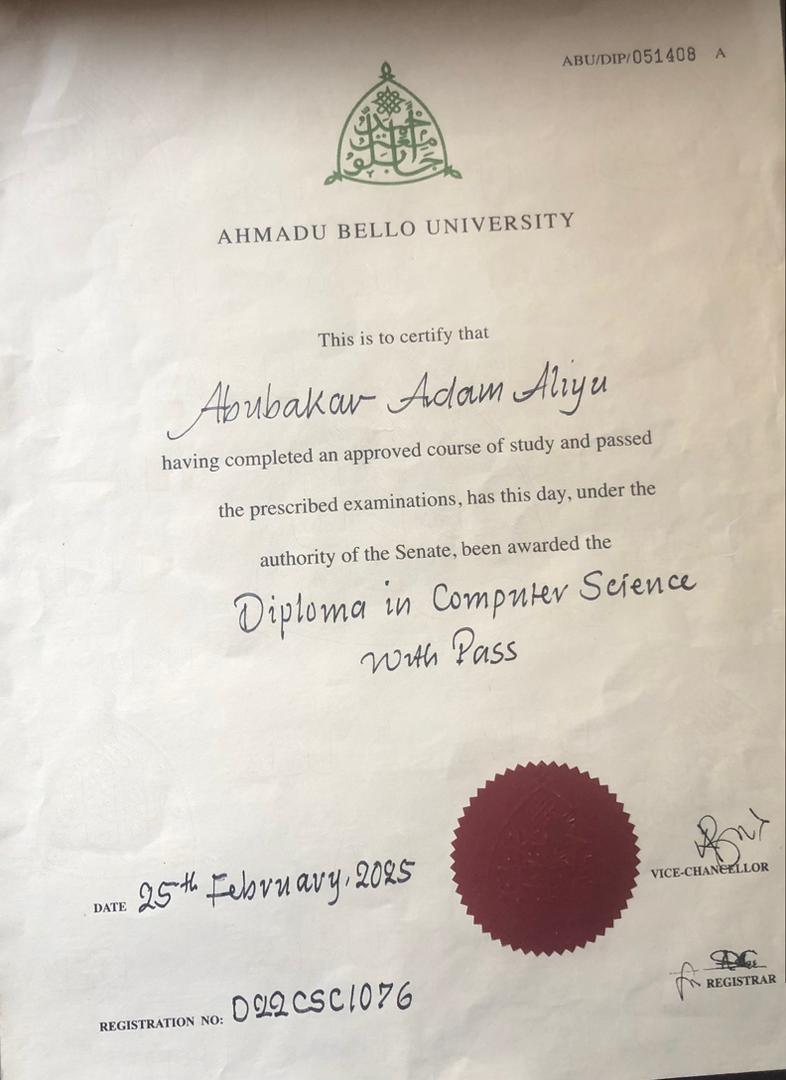 ABU/DIP/051408 A
AHMADU BELLO UNIVERSITY
This is to certify that
Abubakar Adam Aliyu
having completed an approved course of study and passed
the prescribed examinations, has this day, under the
authority of the Senate, been awarded the
Diploma in Computer Science
With Pass
VICE-CHANCELLOR
DATE 25th February, 2025
REGISTRAR
REGISTRATION NO: D22CSC1076